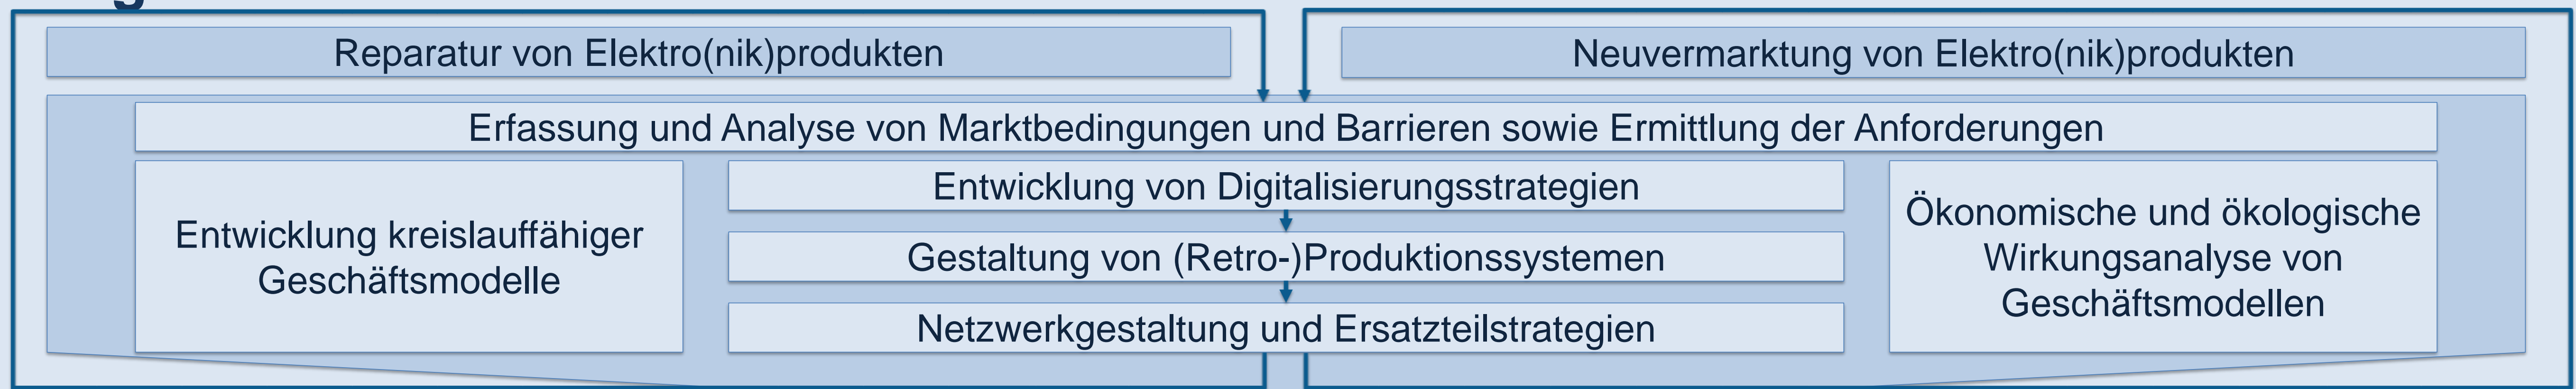 Reparatur von Elektro(nik)produkten
Neuvermarktung von Elektro(nik)produkten
Erfassung und Analyse von Marktbedingungen und Barrieren sowie Ermittlung der Anforderungen
Entwicklung kreislauffähiger
Geschäftsmodelle
Entwicklung von Digitalisierungsstrategien
Gestaltung von (Retro-)Produktionssystemen
Netzwerkgestaltung und Ersatzteilstrategien
Ökonomische und ökologische
Wirkungsanalyse von
Geschäftsmodellen